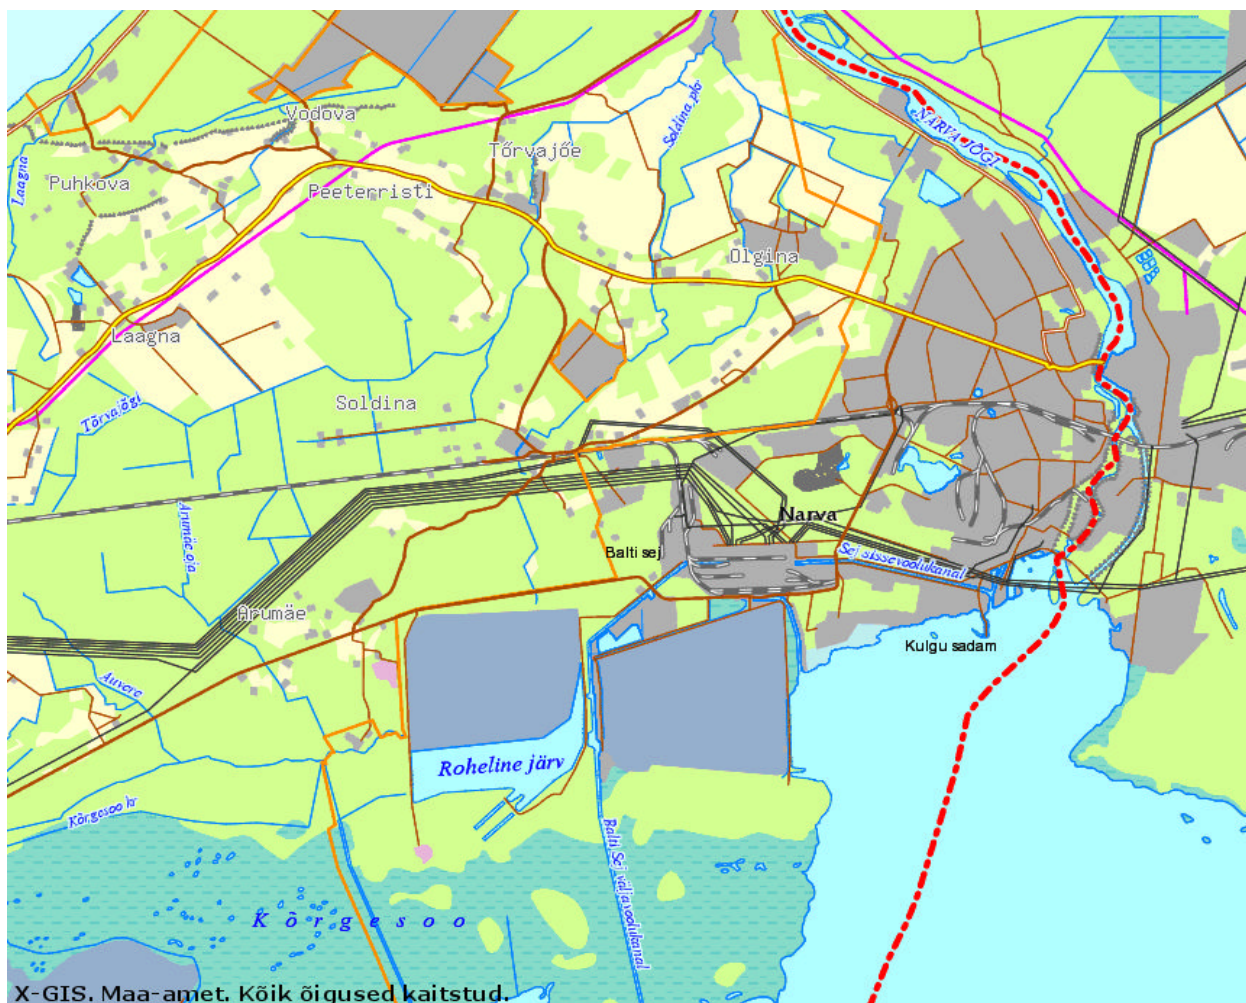 Vodova
Soldina pkr
NARVA JÕGI
Tõrvajõe
Laagna
Puhkova
Peeterristi
Olgina
Laagna
Tõrvajõgi
Soldina
Arumäe oja
Narva
Balti sej
Sej sissevoolukanal
Arumäe
Kulgu sadam
Auvere
Roheline järv
Kõrgesoo kr
Balti Sej väljavoolukanal
Kõrgesoo
X-GIS. Maa-amet. Kõik õigused kaitstud.